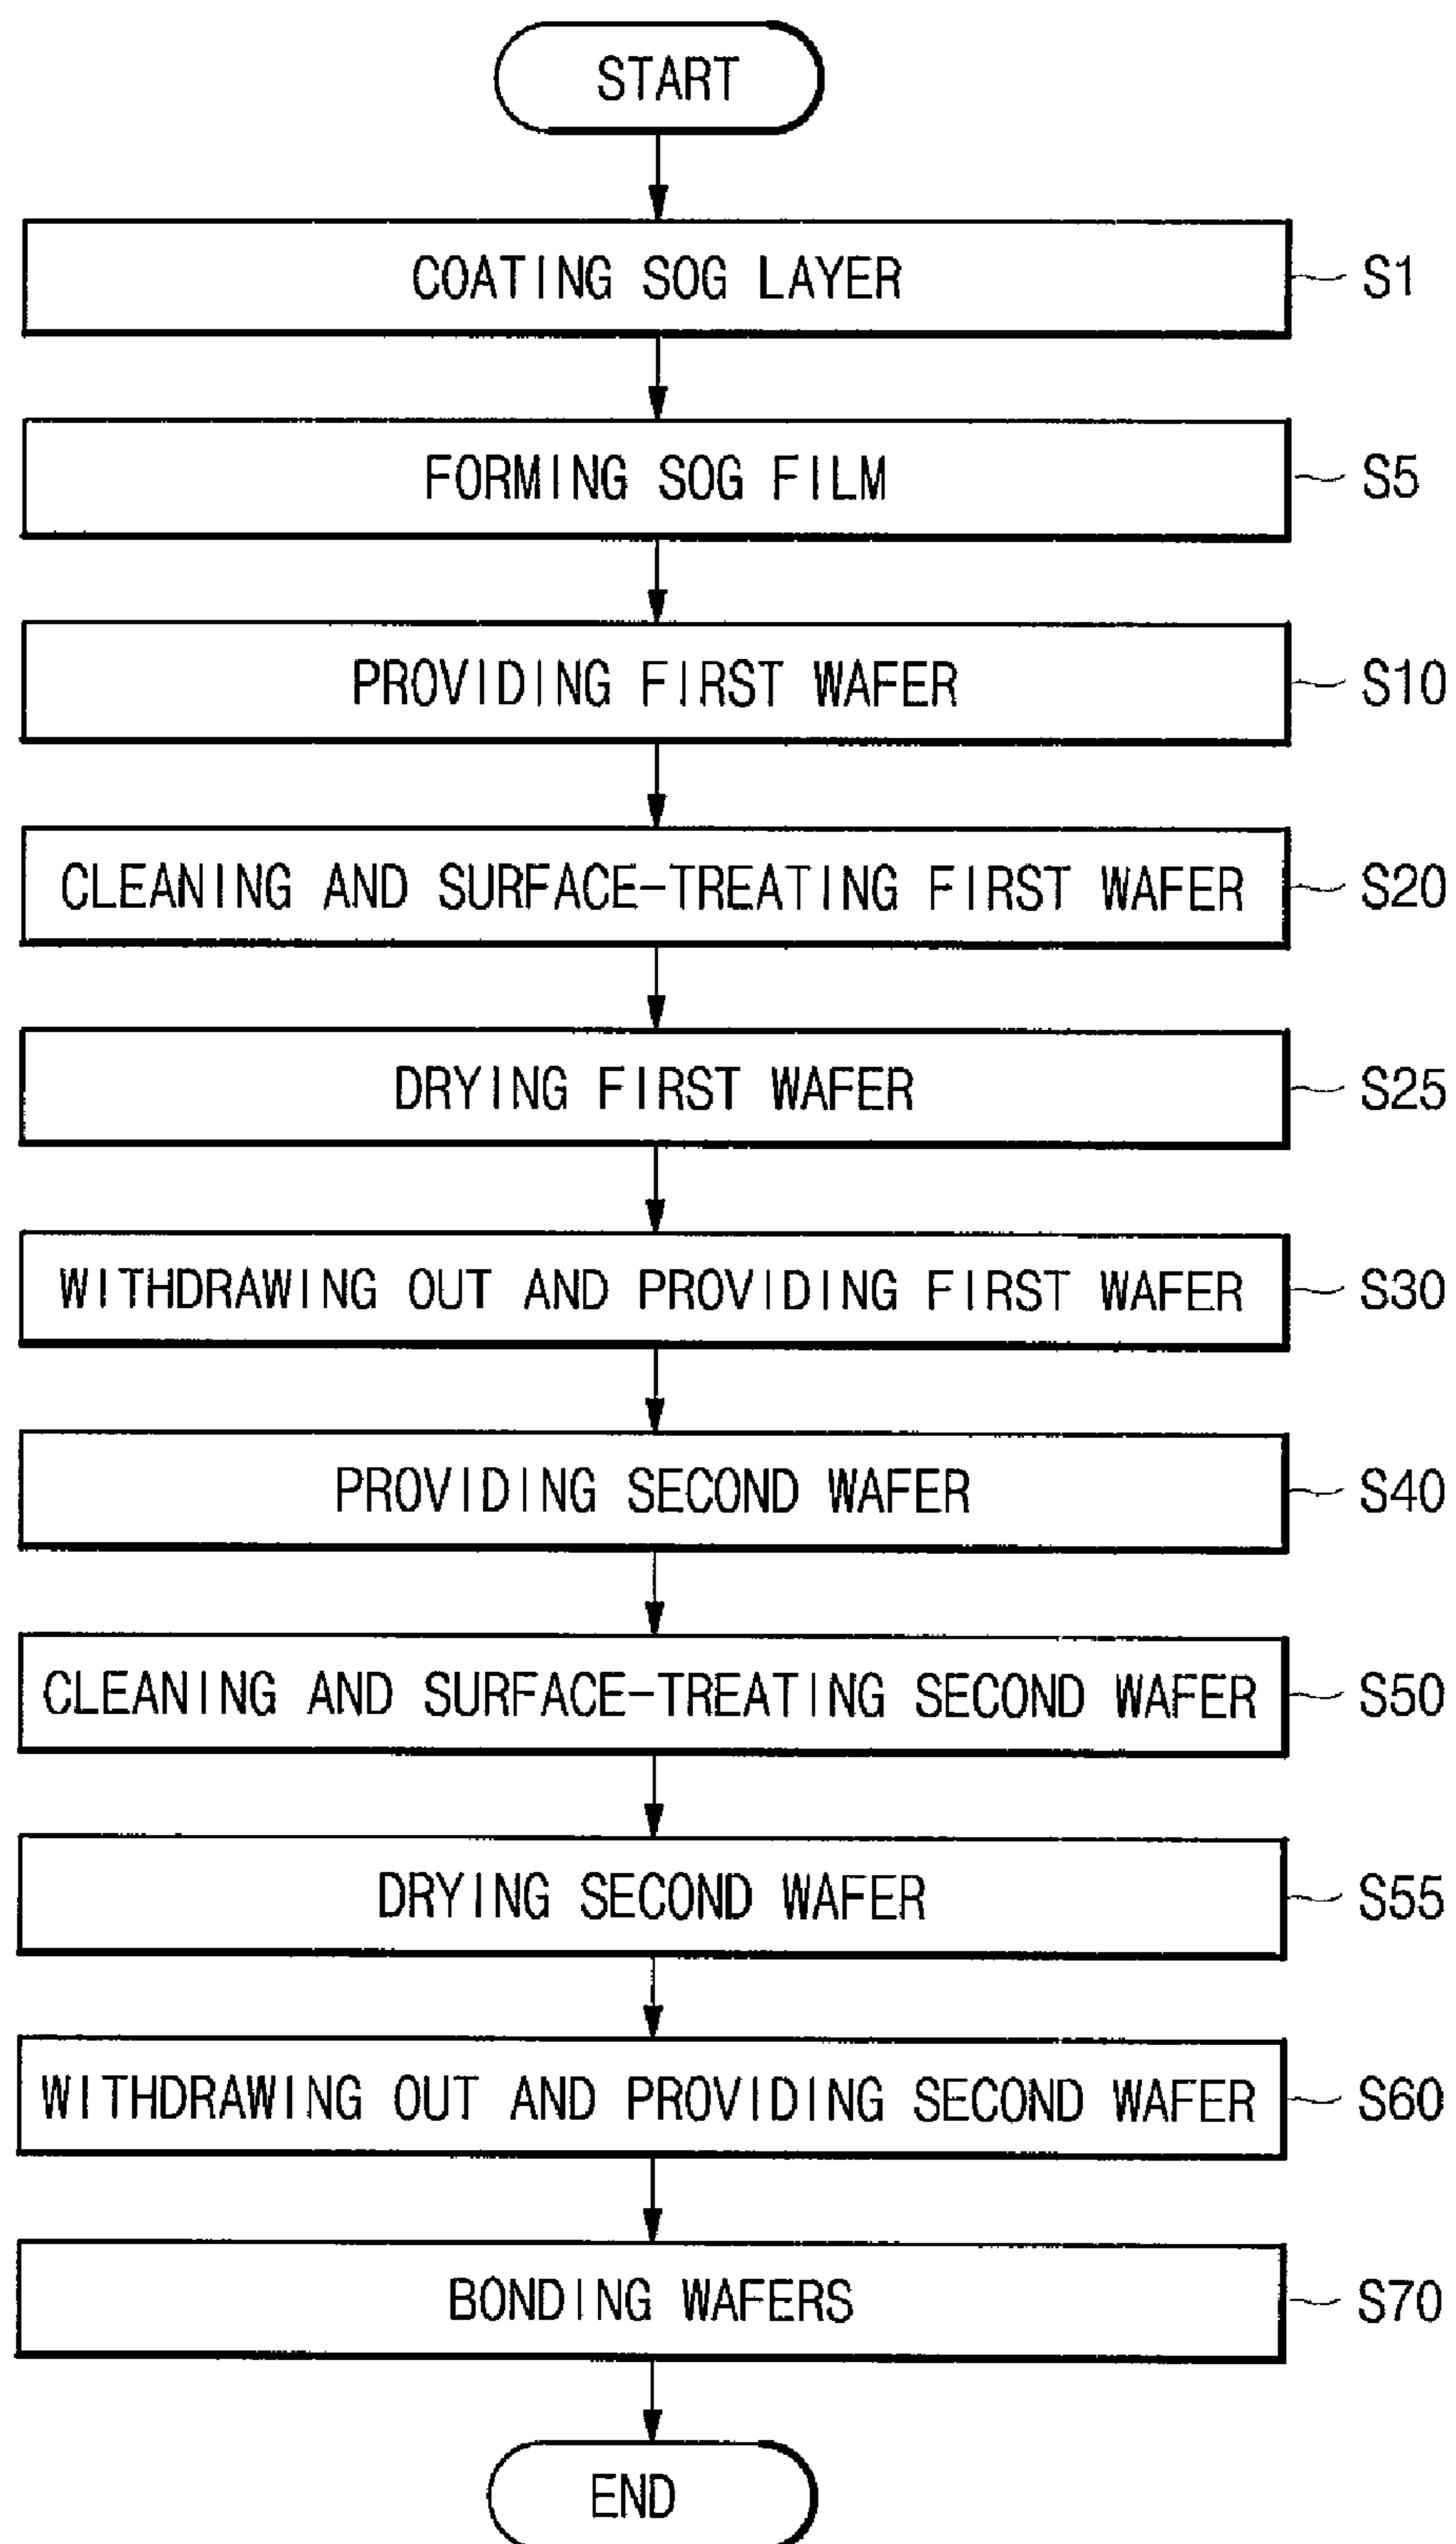 START
COATING SOG LAYER S1
FORMING SOG FILM S5
PROVIDING FIRST WAFER S10
CLEANING AND SURFACE-TREATING FIRST WAFER S20
DRYING FIRST WAFER S25
WITHDRAWING OUT AND PROVIDING FIRST WAFER S30
PROVIDING SECOND WAFER S40
CLEANING AND SURFACE-TREATING SECOND WAFER S50
DRYING SECOND WAFER S55
WITHDRAWING OUT AND PROVIDING SECOND WAFER S60
BONDING WAFERS S70
END